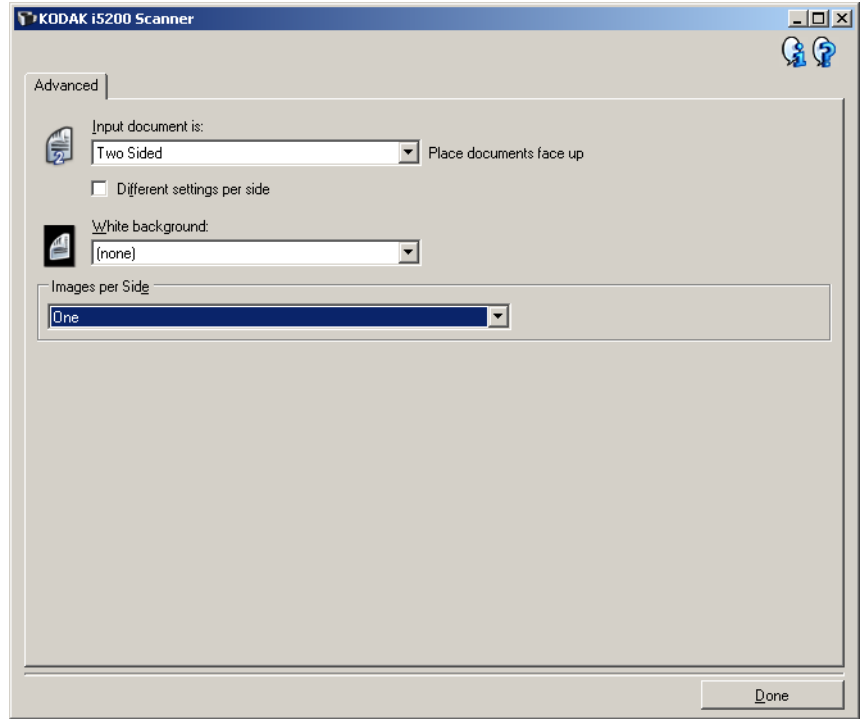 KODAK i5200 Scanner
Advanced
Input document is:
2
Two Sided
Place documents face up
Different settings per side
White background:
(none)
Images per Side
One
Done